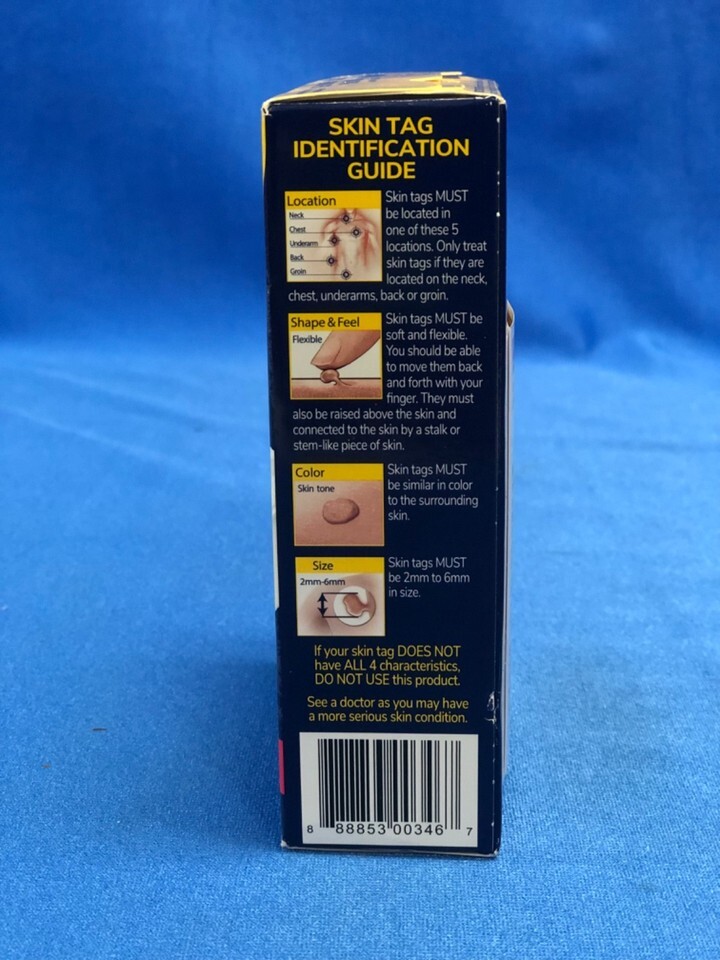 SKIN TAG
IDENTIFICATION
GUIDE
Location
Neck
Chest
Underarm
Back
Groin
Skin tags MUST
be located in
one of these 5
locations. Only treat
skin tags if they are
located on the neck,
chest, underarms, back or groin.
Shape & Feel
Flexible
Skin tags MUST be
soft and flexible.
You should be able
to move them back
and forth with your
finger. They must
also be raised above the skin and
connected to the skin by a stalk or
stem-like piece of skin.
Color
Skin tone
Skin tags MUST
be similar in color
to the surrounding
skin.
Size
2mm-6mm
Skin tags MUST
be 2mm to 6mm
in size.
If your skin tag DOES NOT
have ALL 4 characteristics,
DO NOT USE this product.
See a doctor as you may have
a more serious skin condition.
8 88853 00346 7